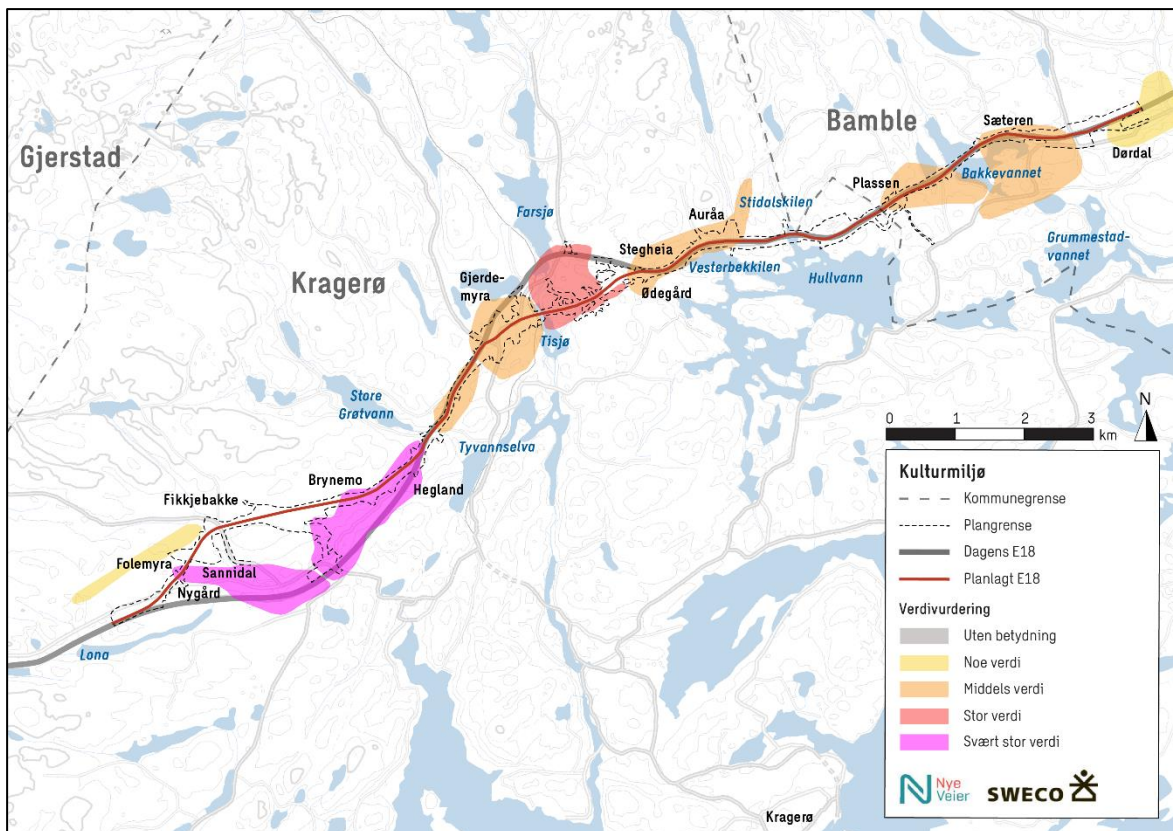 Gjerstad
Kragerø
Bamble
Sæteren
Dørdal
Bakkevannet
Plassen
Stidalskilen
Auråa
Farsjø
Stegheia
Vesterbekkilen
Hullvann
Grummestad-
vannet
Gjerde-
myra
Ødegård
Tisjø
Store
Grøtvann
Tyvannselva
Brynemo
Hegland
Fikkjebakke
Folemyra
Sannidal
Nygård
Lona
Kragerø
N
0 1 2 3
km
Kulturmiljø
Kommunegrense
Plangrense
Dagens E18
Planlagt E18
Verdivurdering
Uten betydning
Noe verdi
Middels verdi
Stor verdi
Svært stor verdi
Nye
Veier
SWECO